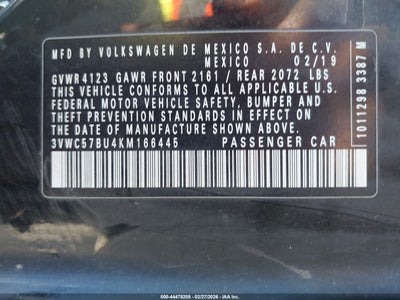 MFD BY VOLKSWAGEN DE MEXICO S.A. DE C.V.
MEXICO 02/19
GVWR4123 GAWR FRONT 2161 / REAR 2072 LBS
THIS VEHICLE CONFORMS TO ALL APPLICABLE U.S.
FEDERAL MOTOR VEHICLE SAFETY, BUMPER AND
THEFT PREVENTION STANDARDS IN EFFECT ON THE
DATE OF MANUFACTURE SHOWN ABOVE.
3VWC57BU4KM166445 PASSENGER CAR
1011298 3387 M
000-44478205 - 02/27/2026 - IAA Inc.